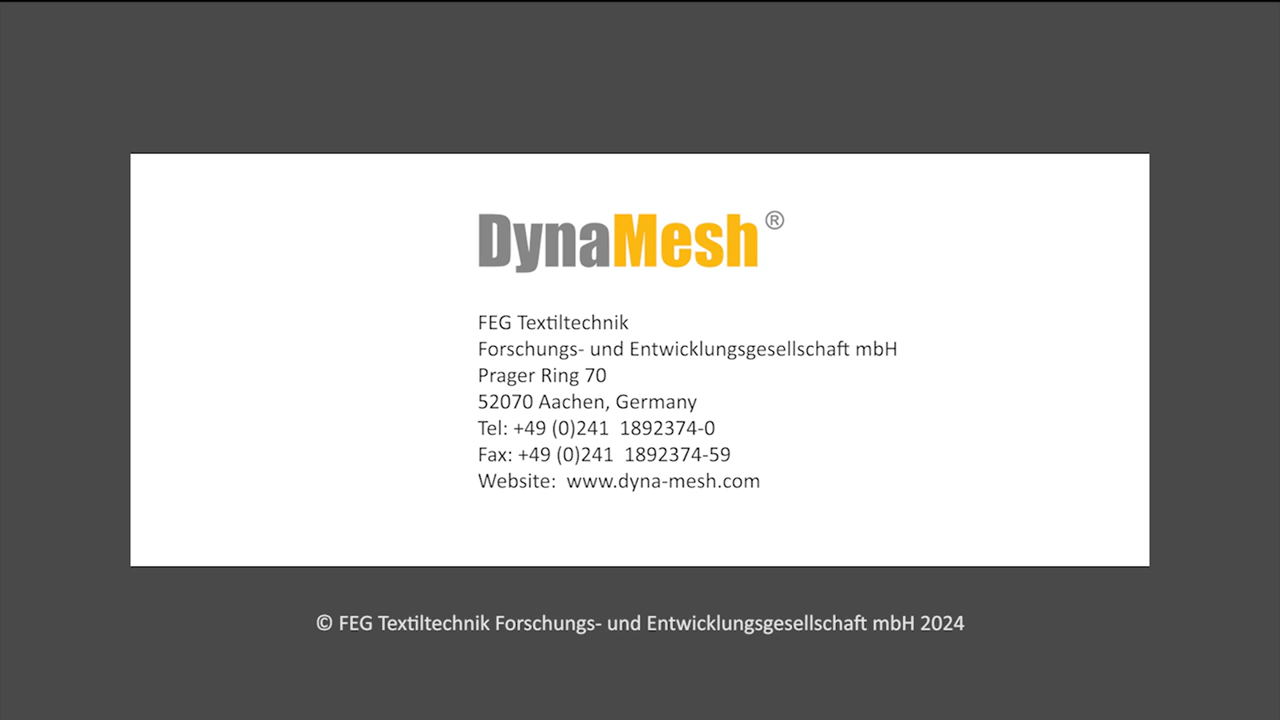 DynaMesh®
FEG Textiltechnik
Forschungs- und Entwicklungsgesellschaft mbH
Prager Ring 70
52070 Aachen, Germany
Tel: +49 (0)241 1892374-0
Fax: +49 (0)241 1892374-59
Website: www.dyna-mesh.com
© FEG Textiltechnik Forschungs- und Entwicklungsgesellschaft mbH 2024